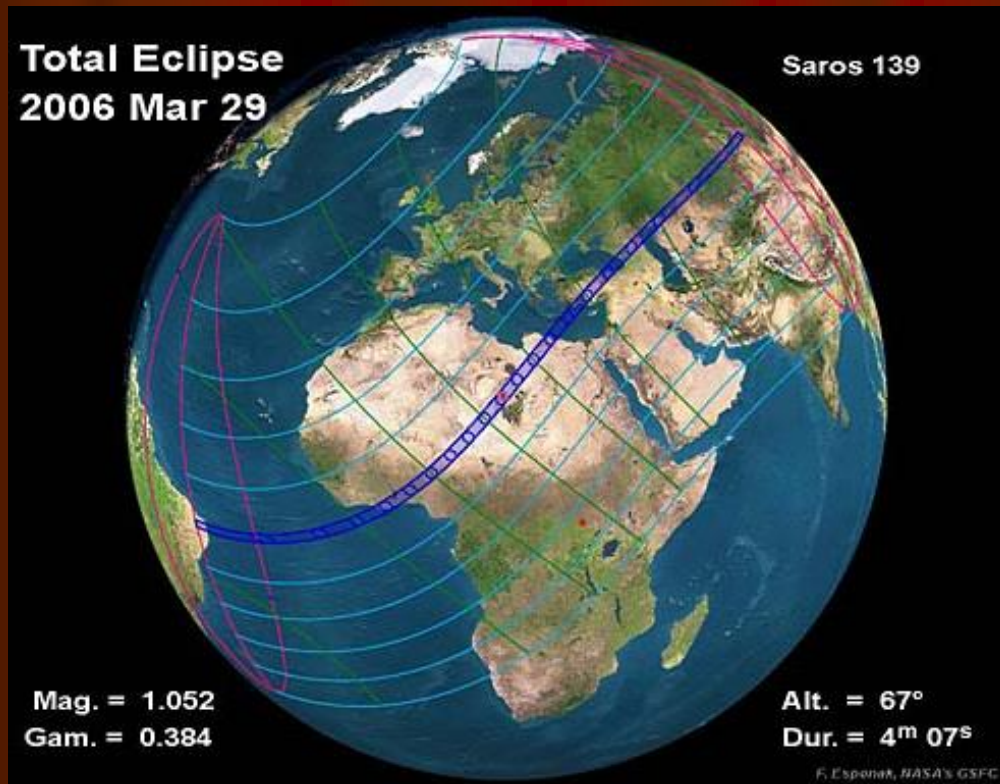 Total Eclipse
2006 Mar 29
Saros 139
Mag. = 1.052
Gam. = 0.384
Alt. = 67°
Dur. = 4m 07s
F. Espenak, NASA's GSFC